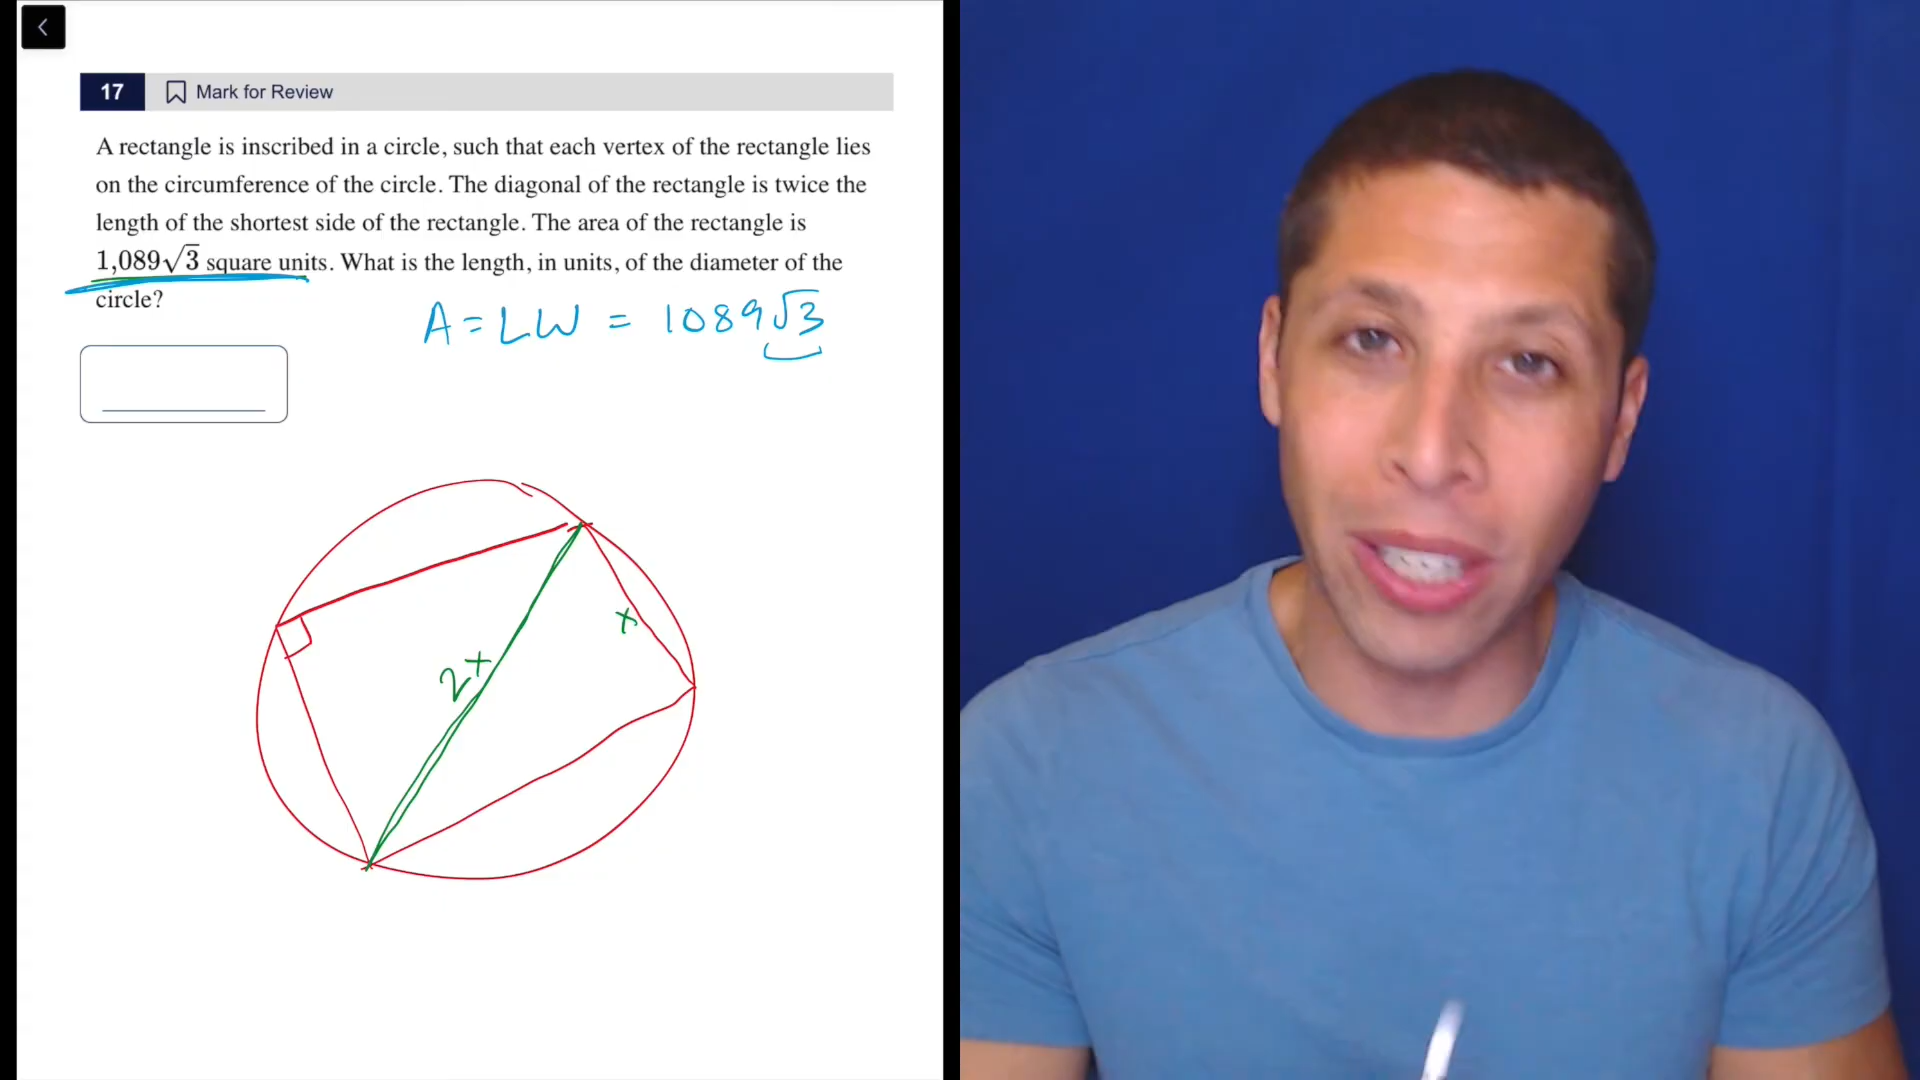 17 Mark for Review
A rectangle is inscribed in a circle, such that each vertex of the rectangle lies
on the circumference of the circle. The diagonal of the rectangle is twice the
length of the shortest side of the rectangle. The area of the rectangle is
1,089√3 square units. What is the length, in units, of the diameter of the
circle?
A = LW = 1089√3
x
2x